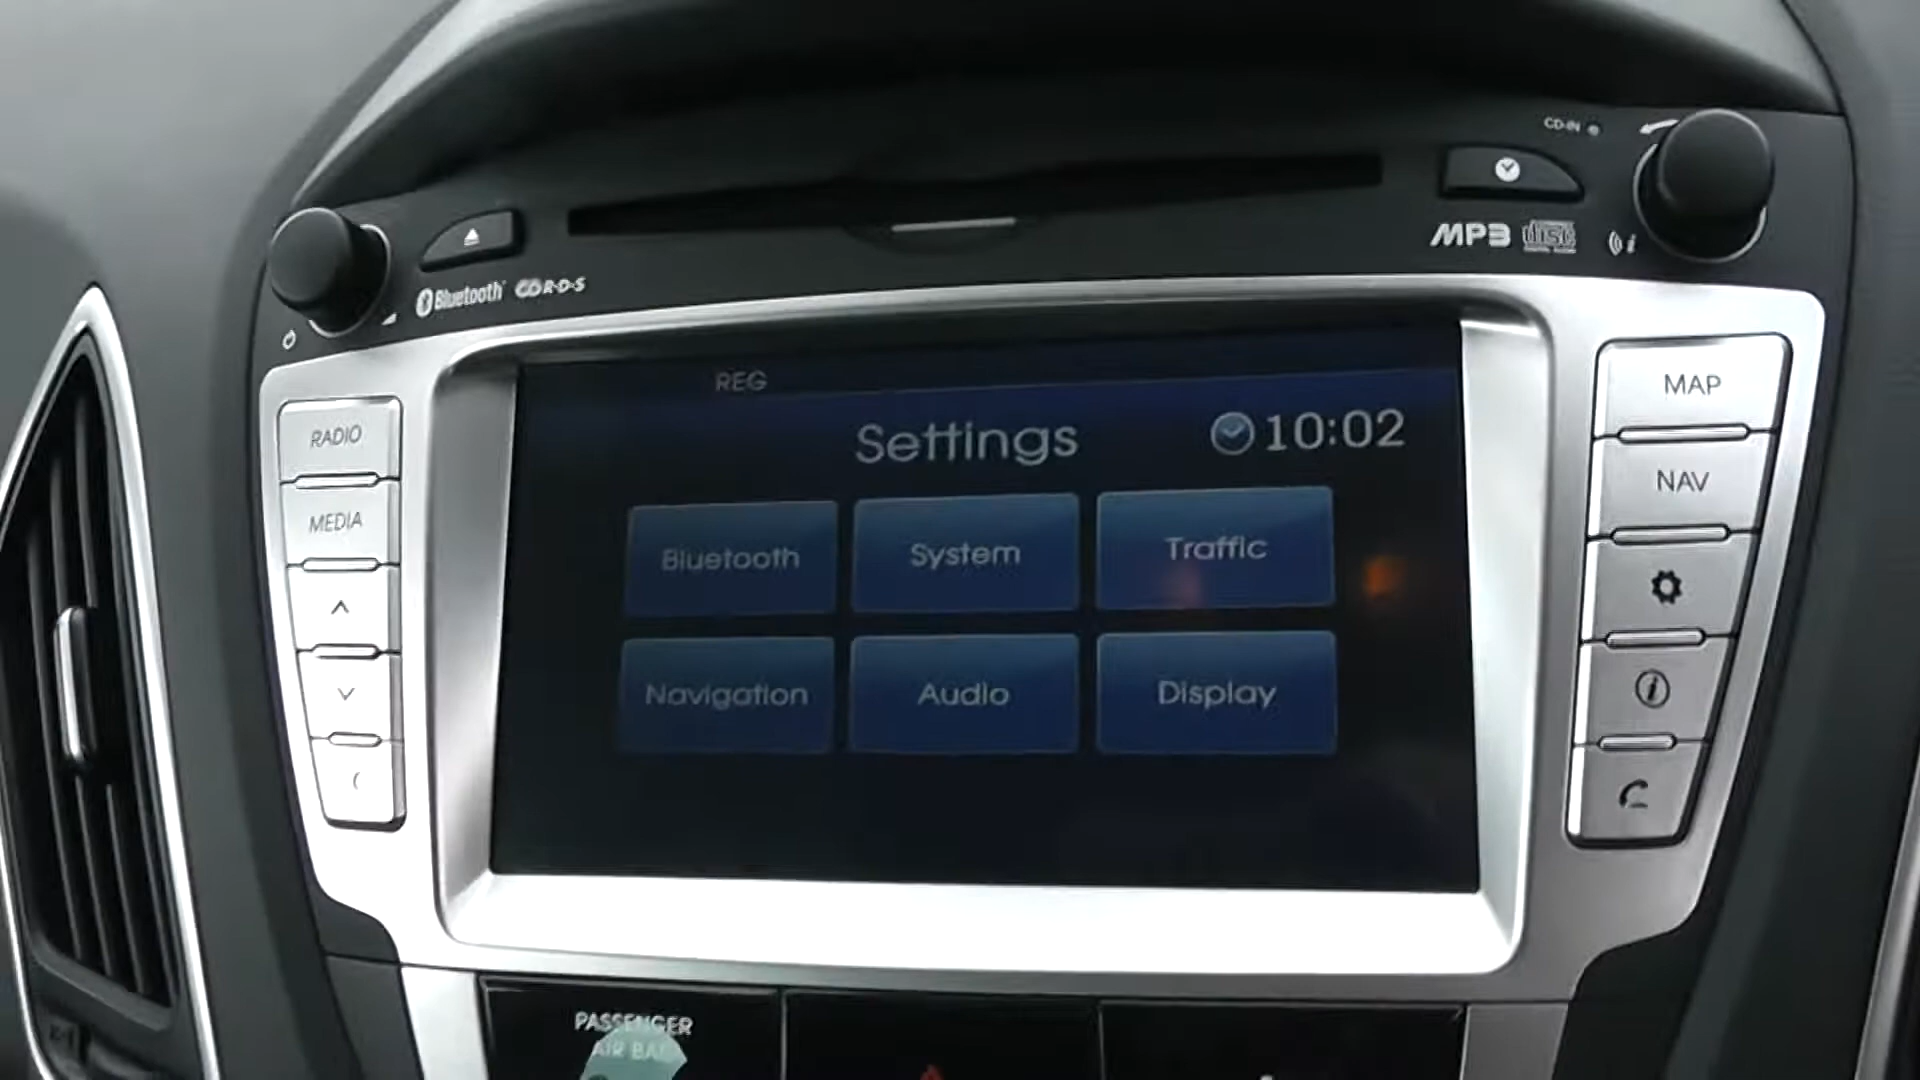 CD-IN
MP3
disc
Bluetooth
CD R·D·S
REG
Settings
10:02
RADIO
MEDIA
Bluetooth
System
Traffic
Navigation
Audio
Display
MAP
NAV
PASSENGER
AIR BAG